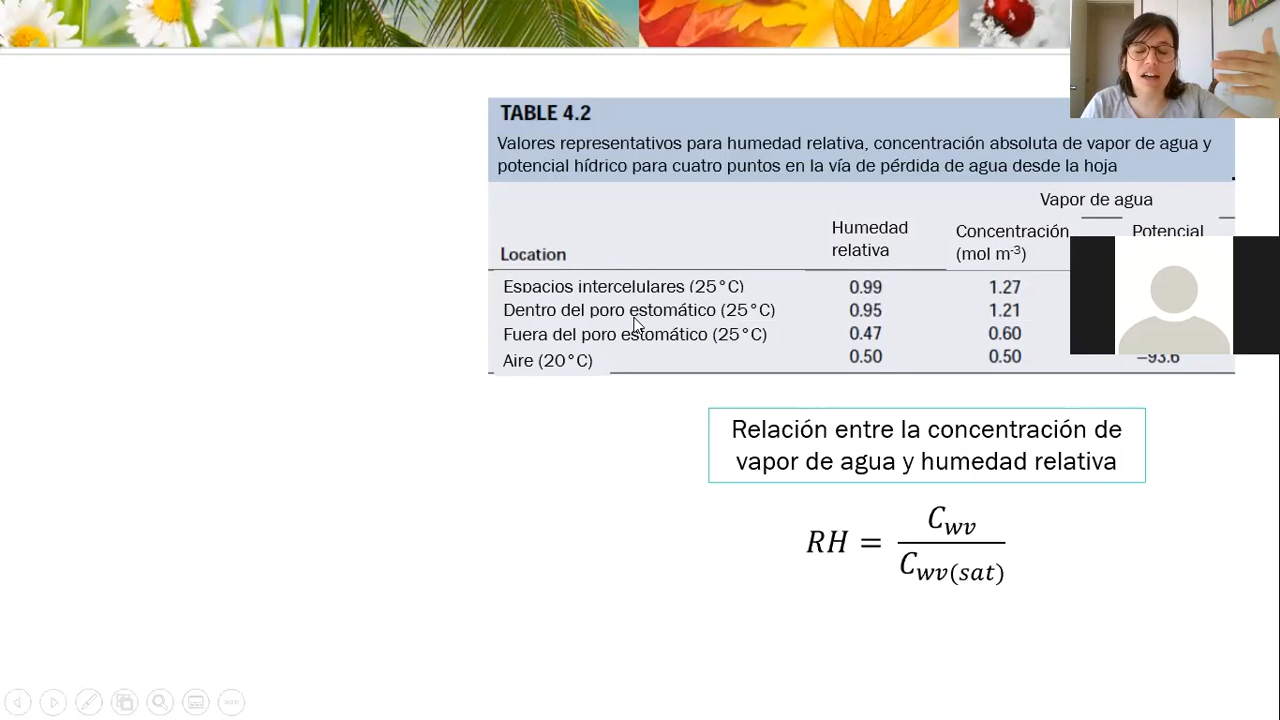 TABLE 4.2
Valores representativos para humedad relativa, concentración absoluta de vapor de agua y
potencial hídrico para cuatro puntos en la vía de pérdida de agua desde la hoja
Vapor de agua
Location
Humedad
relativa
Concentración
(mol m-3)
Potencial
Espacios intercelulares (25°C) 0.99 1.27
Dentro del poro estomático (25°C) 0.95 1.21
Fuera del poro estomático (25°C) 0.47 0.60
Aire (20°C) 0.50 0.50 –93.6
Relación entre la concentración de
vapor de agua y humedad relativa
RH = C_wv / C_wv(sat)